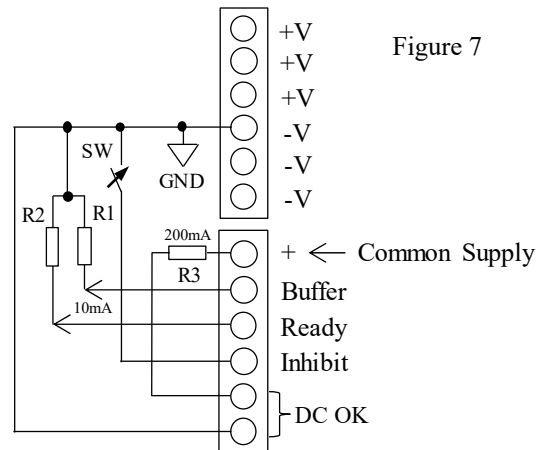 +V
Figure 7
+V
+V
-V
SW
GND
-V
-V
R2
R1
200mA
+
Common Supply
R3
Buffer
10mA
Ready
Inhibit
DC OK